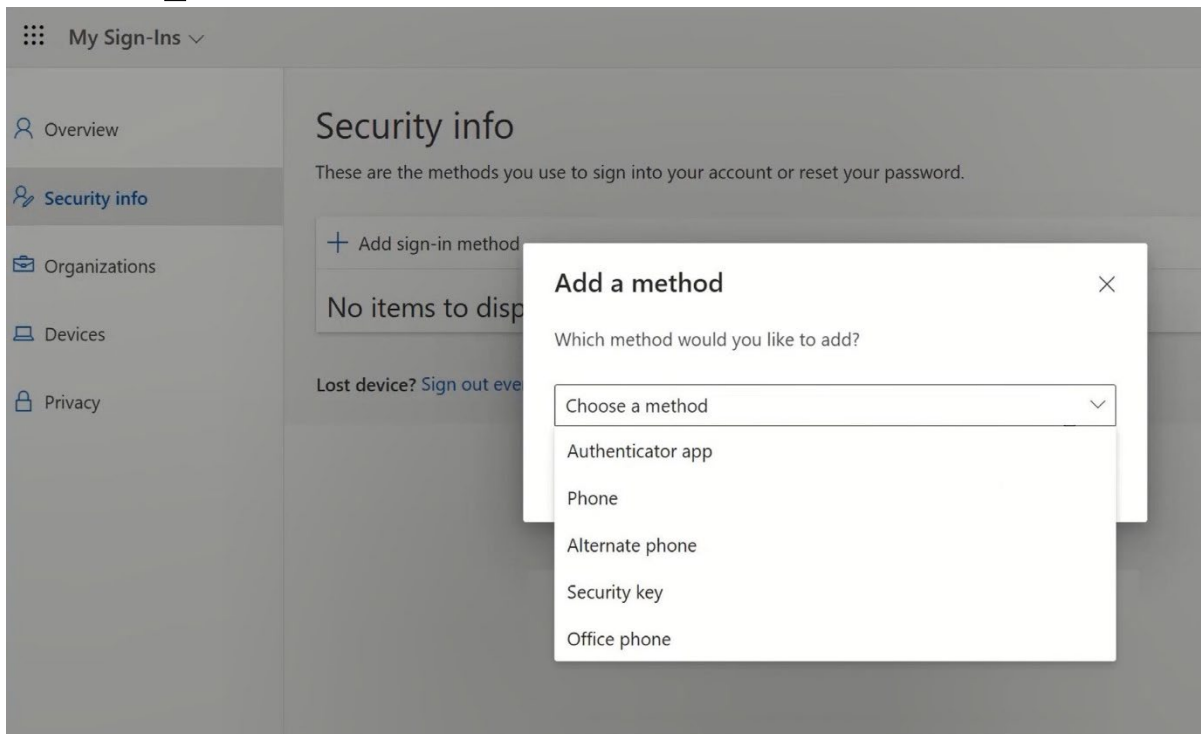 My Sign-Ins
Overview
Security info
Organizations
Devices
Privacy
Security info
These are the methods you use to sign into your account or reset your password.
Add sign-in method
No items to disp
Lost device? Sign out eve
Add a method
Which method would you like to add?
Choose a method
Authenticator app
Phone
Alternate phone
Security key
Office phone